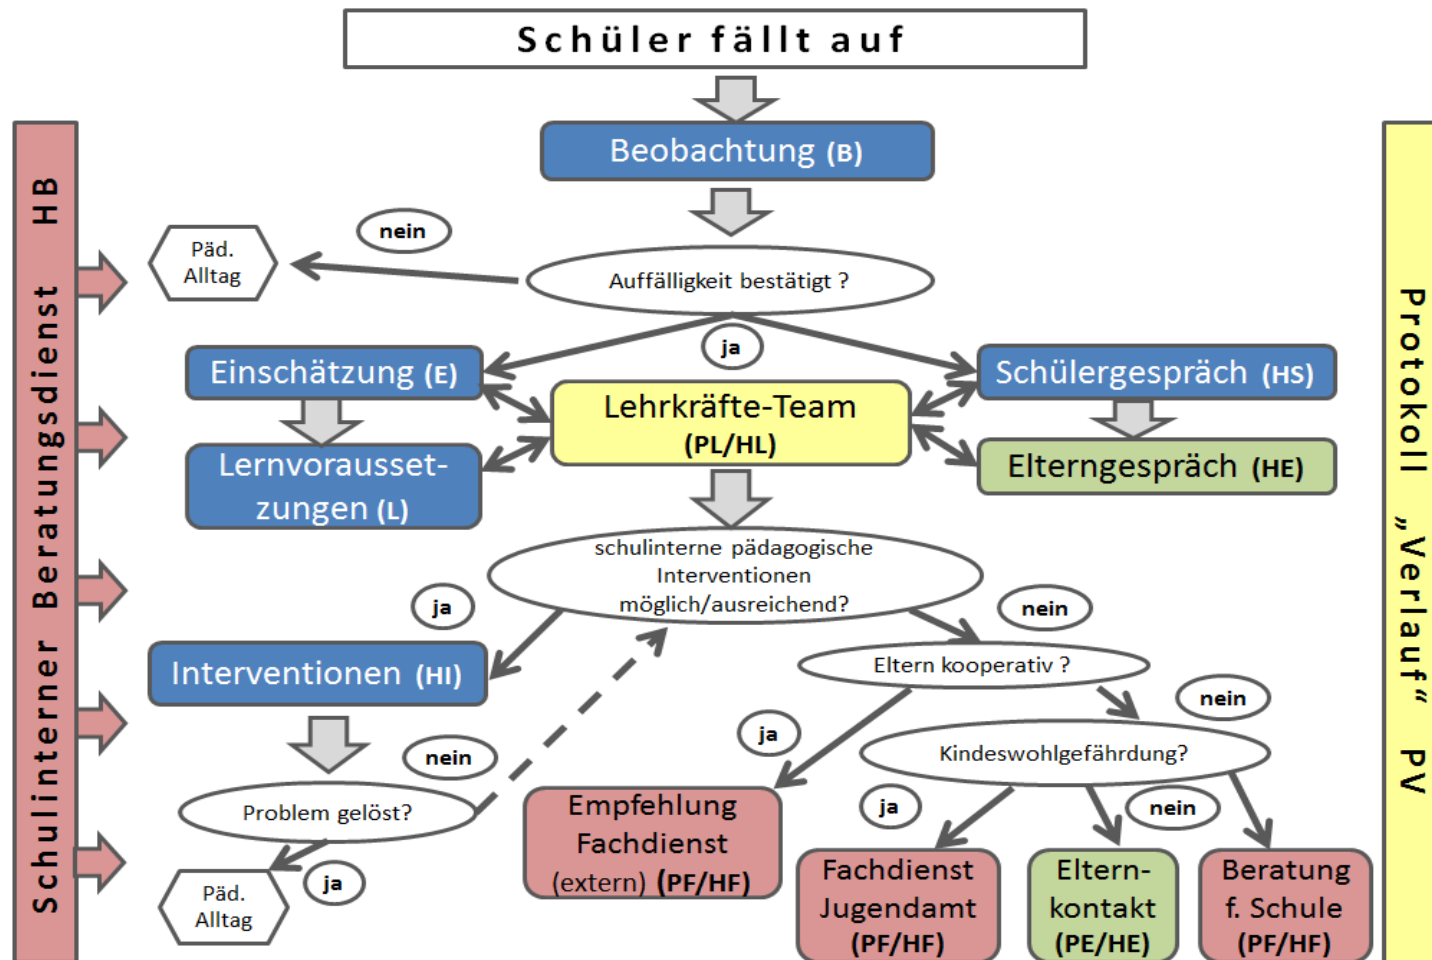 Schüler fällt auf
Beobachtung (B)
nein
Päd.
Alltag
Auffälligkeit bestätigt ?
ja
Einschätzung (E)
Schülergespräch (HS)
Lehrkräfte-Team
(PL/HL)
Lernvoraisset-
zungen (L)
Elterngespräch (HE)
schulinterne pädagogische
Interventionen
möglich/ausreichend?
ja
nein
Interventionen (HI)
Eltern kooperativ ?
nein
ja
nein
Kindeswohlgefährdung?
Problem gelöst?
ja
nein
Empfehlung
Fachdienst
(extern) (PF/HF)
Fachdienst
Jugendamt
(PF/HF)
Eltern-
kontakt
(PE/HE)
Beratung
f. Schule
(PF/HF)
ja
Päd.
Alltag
Schulinterner Beratungsdienst HB
Protokoll „Verlauf“ PV